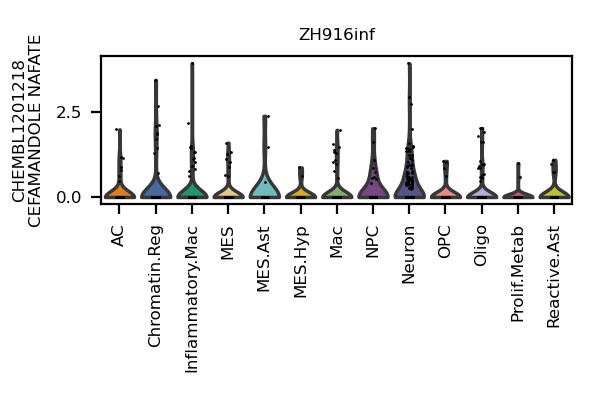 ZH916inf
CHEMBL1201218
CEFAMANDOLE NAFATE
2.5
0.0
AC
Chromatin.Reg
Inflammatory.Mac
MES
MES.Ast
MES.Hyp
Mac
NPC
Neuron
OPC
Oligo
Prolif.Metab
Reactive.Ast